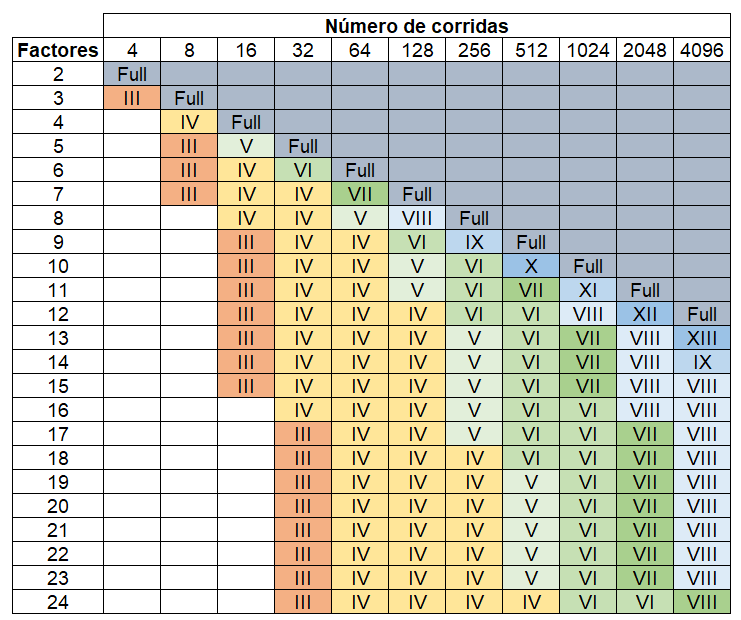 Número de corridas
Factores 4 8 16 32 64 128 256 512 1024 2048 4096
2 Full
3 III Full
4 IV Full
5 III V Full
6 III IV VI Full
7 III IV IV VII Full
8 IV IV V VIII Full
9 III IV IV VI IX Full
10 III IV IV V VI X Full
11 III IV IV V VI VII XI Full
12 III IV IV IV VI VI VIII XII Full
13 III IV IV IV V VI VII VIII XIII
14 III IV IV IV V VI VII VIII IX
15 III IV IV IV V VI VII VIII VIII
16 IV IV IV V VI VI VIII VIII
17 III IV IV V VI VI VII VIII
18 III IV IV IV VI VI VII VIII
19 III IV IV IV V VI VII VIII
20 III IV IV IV V VI VII VIII
21 III IV IV IV V VI VII VIII
22 III IV IV IV V VI VII VIII
23 III IV IV IV V VI VII VIII
24 III IV IV IV IV VI VI VIII